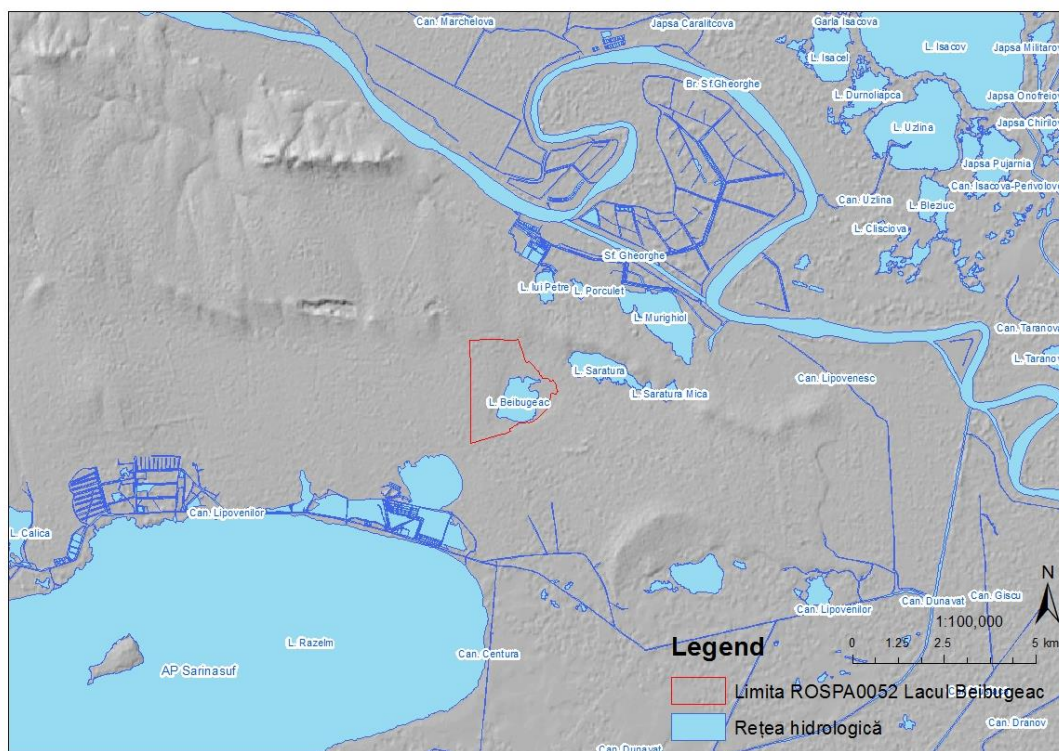 Can. Marchelova
Japsa Caralitcova
Garla Isacova
L. Isacov
Japsa Militarov
L. Isacel
Br. Sf.Gheorghe
L. Durnoliapca
Japsa Onofrelov
L. Uzlina
Japsa Chirilov
Japsa Pujarnia
Can. Isacova-Perivolov
Can. Uzlina
L. Bleziuc
L. Clisciova
Sf. Gheorghe
L. lui Petre
L. Porculet
L. Murighiol
Can. Taranova
L. Taranov
L. Saratura
Can. Lipovenesc
L. Saratura Mica
L. Beibugeac
Can. Lipovenilor
L. Calica
N
Can. Dunavat
Can. Giscu
Can. Lipovenilor
1:100,000
0 1.25 2.5 5 km
L. Razelm
Can. Centura
AP Sarinasuf
Legend
Limita ROSPA0052 Lacul Beibugeac
Rețea hidrologică
Can. Dranov
Can. Dunavat